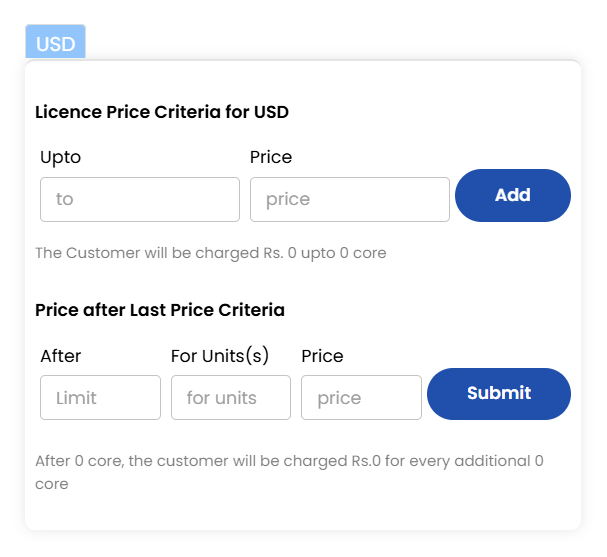 USD
Licence Price Criteria for USD
Upto Price
to price Add
The Customer will be charged Rs. 0 upto 0 core
Price after Last Price Criteria
After For Units(s) Price
Limit for units price Submit
After 0 core, the customer will be charged Rs.0 for every additional 0
core